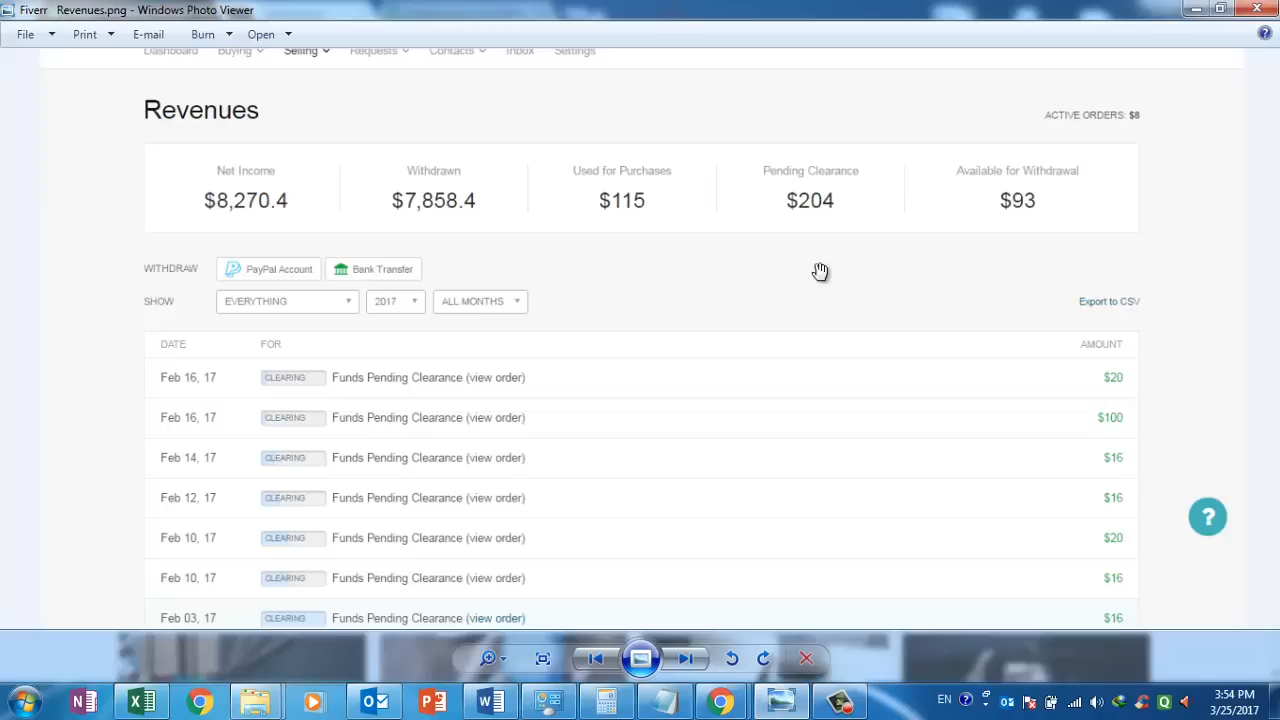 Fiverr Revenues.png - Windows Photo Viewer
File Print E-mail Burn Open
Dashboard Buying Selling Requests Contacts Inbox Settings
Revenues
ACTIVE ORDERS: $8
Net Income Withdrawn Used for Purchases Pending Clearance Available for Withdrawal
$8,270.4 $7,858.4 $115 $204 $93
WITHDRAW PayPal Account Bank Transfer
SHOW EVERYTHING 2017 ALL MONTHS Export to CSV
DATE FOR AMOUNT
Feb 16, 17 CLEARING Funds Pending Clearance (view order) $20
Feb 16, 17 CLEARING Funds Pending Clearance (view order) $100
Feb 14, 17 CLEARING Funds Pending Clearance (view order) $16
Feb 12, 17 CLEARING Funds Pending Clearance (view order) $16
Feb 10, 17 CLEARING Funds Pending Clearance (view order) $20
Feb 10, 17 CLEARING Funds Pending Clearance (view order) $16
Feb 03, 17 CLEARING Funds Pending Clearance (view order) $16
EN 3:54 PM
3/25/2017